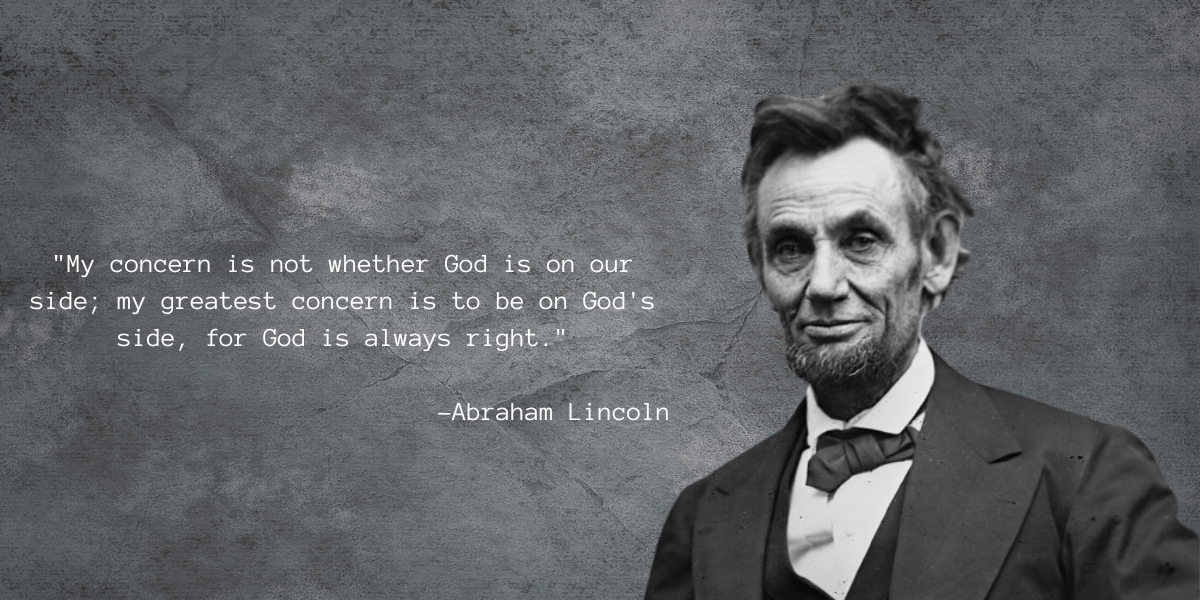 "My concern is not whether God is on our
side; my greatest concern is to be on God's
side, for God is always right."
—Abraham Lincoln